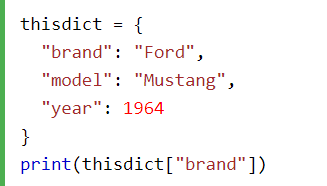 thisdict = {
  "brand": "Ford",
  "model": "Mustang",
  "year": 1964
}
print(thisdict["brand"])